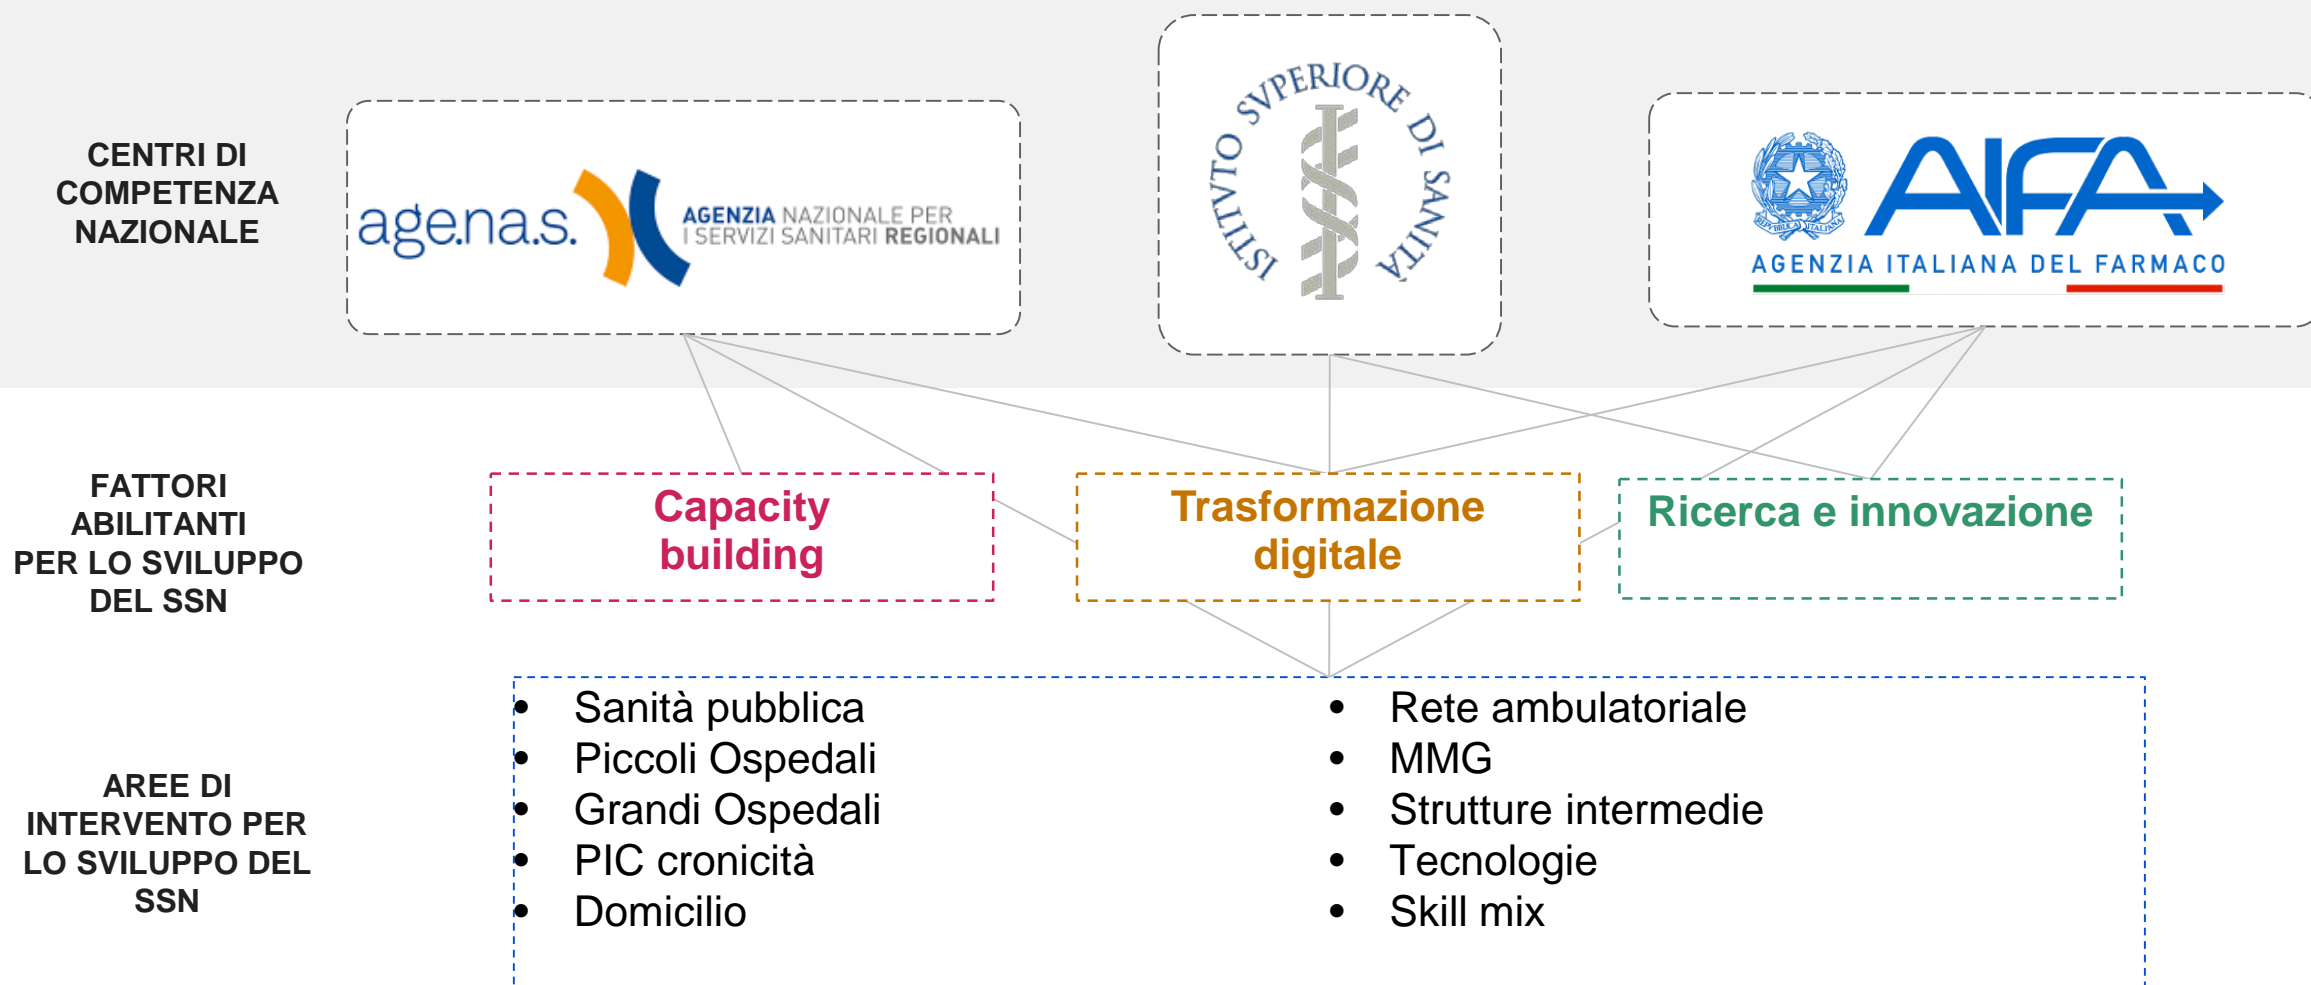 CENTRI DI
COMPETENZA
NAZIONALE
age.na.s.
AGENZIA NAZIONALE PER
I SERVIZI SANITARI REGIONALI
ISTITVTO SVPERIORE DI SANITÀ
REPVBBLICA ITALIANA
AIFA
AGENZIA ITALIANA DEL FARMACO
FATTORI
ABILITANTI
PER LO SVILUPPO
DEL SSN
Capacity
building
Trasformazione
digitale
Ricerca e innovazione
AREE DI
INTERVENTO PER
LO SVILUPPO DEL
SSN
• Sanità pubblica
• Piccoli Ospedali
• Grandi Ospedali
• PIC cronicità
• Domicilio
• Rete ambulatoriale
• MMG
• Strutture intermedie
• Tecnologie
• Skill mix